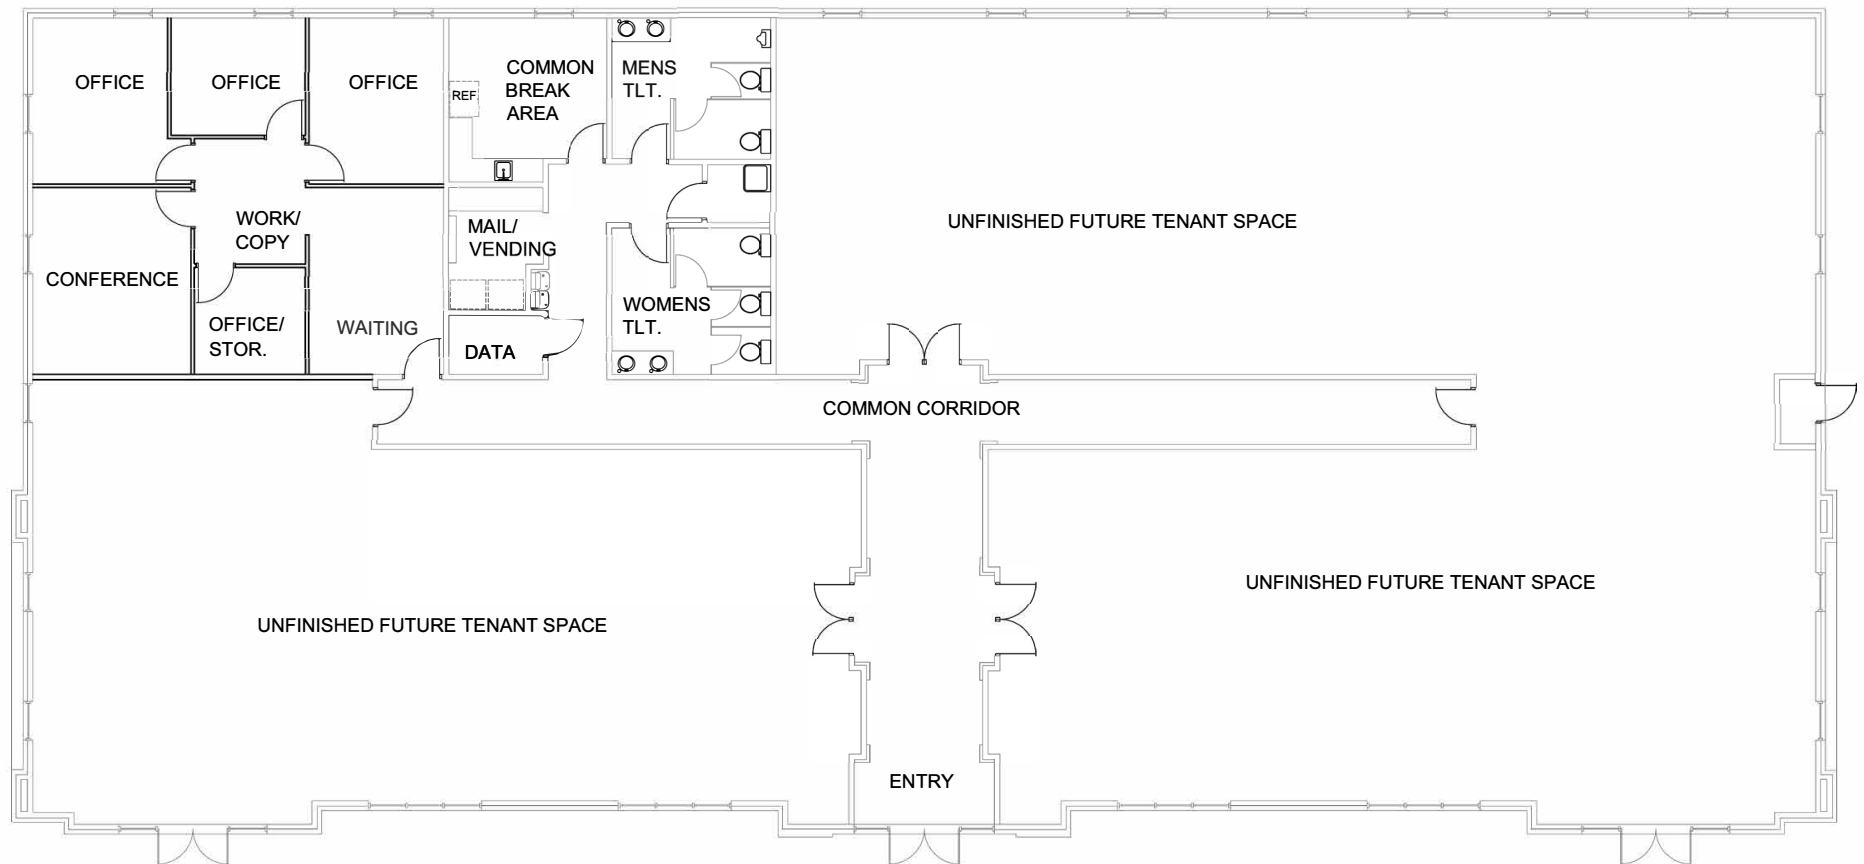 OFFICE
OFFICE
OFFICE
COMMON
BREAK
AREA
REF.
MENS
TLT.
WORK/
COPY
MAIL/
VENDING
CONFERENCE
OFFICE/
STOR.
WAITING
DATA
WOMENS
TLT.
UNFINISHED FUTURE TENANT SPACE
COMMON CORRIDOR
UNFINISHED FUTURE TENANT SPACE
UNFINISHED FUTURE TENANT SPACE
ENTRY